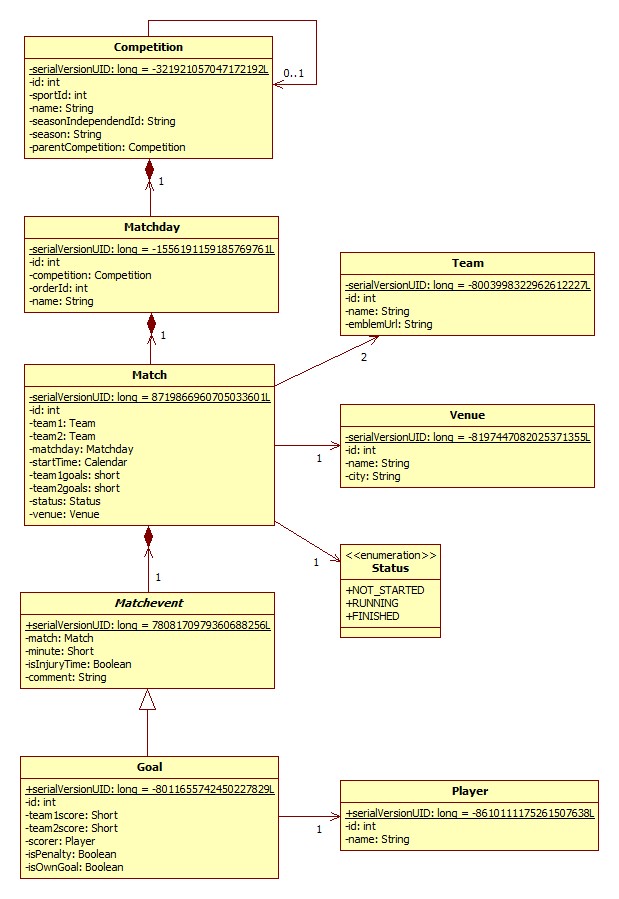 Competition
-serialVersionUID: long = -321921057047172192L
-id: int
-sportId: int
-name: String
-seasonIndependendId: String
-season: String
-parentCompetition: Competition
0..1
1
Matchday
-serialVersionUID: long = -1556191159185769761L
-id: int
-competition: Competition
-orderId: int
-name: String
1
Team
-serialVersionUID: long = -8003998322962612227L
-id: int
-name: String
-emblemUrl: String
2
Match
-serialVersionUID: long = 8719866960705033601L
-id: int
-team1: Team
-team2: Team
-matchday: Matchday
-startTime: Calendar
-team1goals: short
-team2goals: short
-status: Status
-venue: Venue
1
Venue
-serialVersionUID: long = -8197447082025371355L
-id: int
-name: String
-city: String
1
<<enumeration>>
Status
+NOT_STARTED
+RUNNING
+FINISHED
1
Matchevent
+serialVersionUID: long = 7808170979360688256L
-match: Match
-minute: Short
-isInjuryTime: Boolean
-comment: String
Goal
+serialVersionUID: long = -8011655742450227829L
-id: int
-team1score: Short
-team2score: Short
-scorer: Player
-isPenalty: Boolean
-isOwnGoal: Boolean
1
Player
+serialVersionUID: long = -8610111175261507638L
-id: int
-name: String